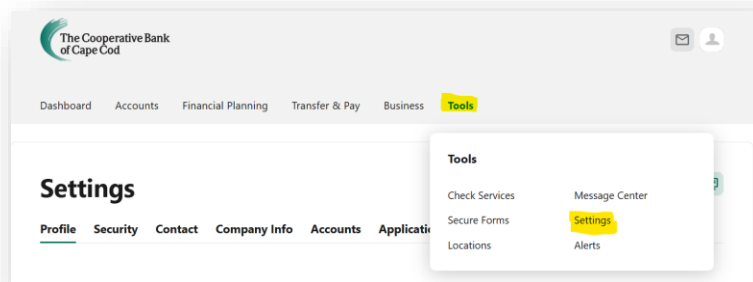 The Cooperative Bank
of Cape Cod
Dashboard Accounts Financial Planning Transfer & Pay Business Tools
Tools
Check Services Message Center
Secure Forms Settings
Locations Alerts
Settings
Profile Security Contact Company Info Accounts